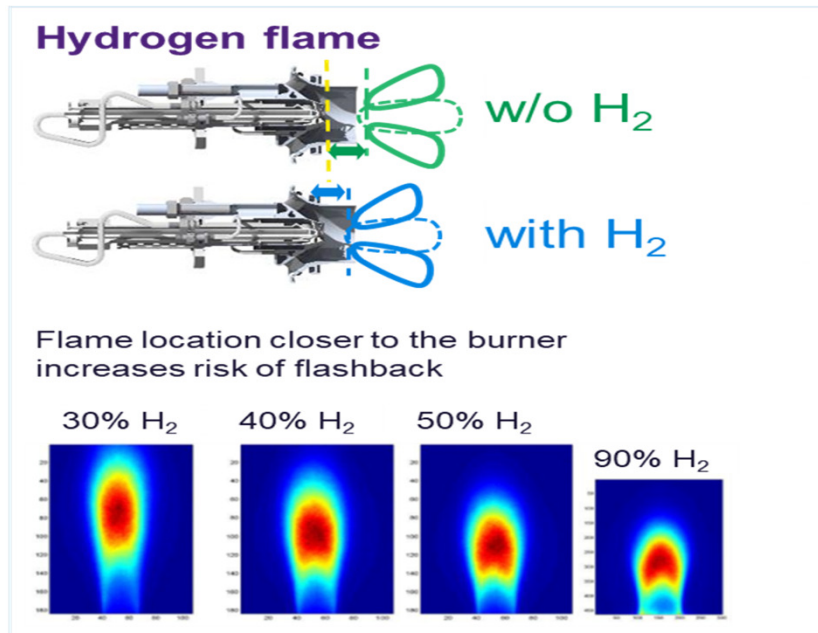 Hydrogen flame
w/o H₂
with H₂
Flame location closer to the burner
increases risk of flashback
30% H₂
40% H₂
50% H₂
90% H₂